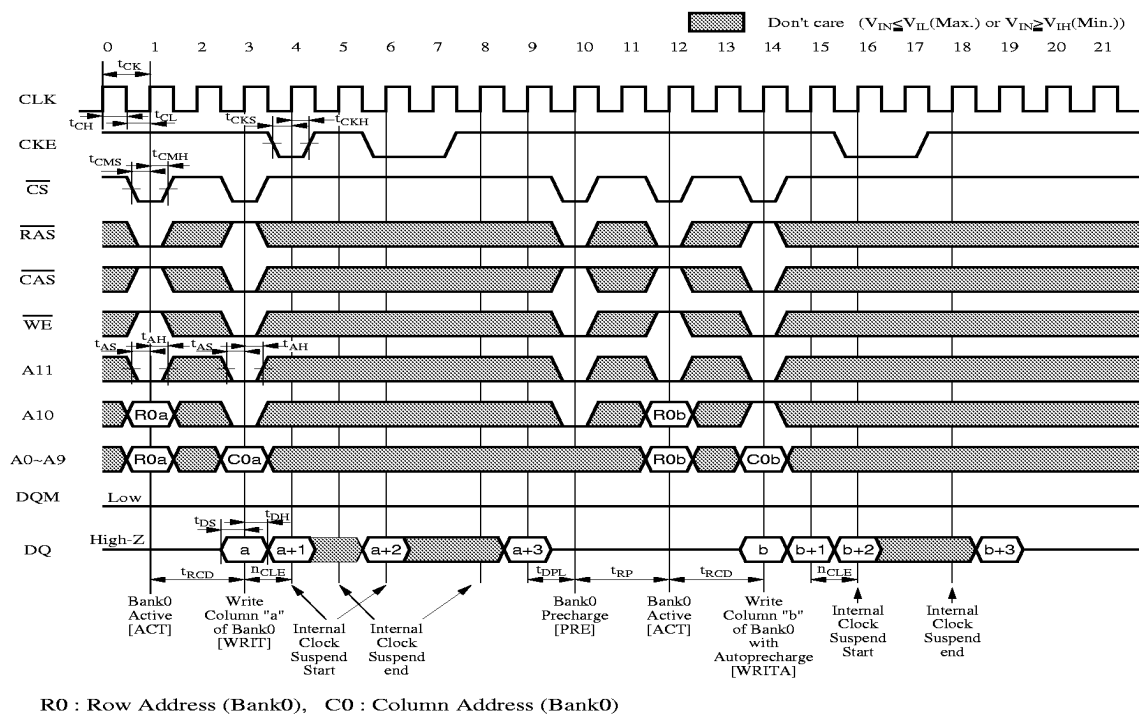 Don't care (VIN≦VIL(Max.) or VIN≧VIH(Min.))
0 1 2 3 4 5 6 7 8 9 10 11 12 13 14 15 16 17 18 19 20 21
tCK
CLK
tCH tCL tCKS tCKH
CKE
tCMS tCMH
CS
RAS
CAS
WE
tAS tAH tAS tAH
A11
A10 R0a R0b
A0~A9 R0a C0a R0b C0b
DQM Low
tDS tDH
DQ High-Z a a+1 a+2 a+3 b b+1 b+2 b+3
tRCD nCLE tDPL tRP tRCD nCLE
Bank0
Active
[ACT]
Write
Column "a"
of Bank0
[WRIT]
Internal
Clock
Suspend
Start
Internal
Clock
Suspend
end
Bank0
Precharge
[PRE]
Bank0
Active
[ACT]
Write
Column "b"
of Bank0
with
Autoprecharge
[WRITA]
Internal
Clock
Suspend
Start
Internal
Clock
Suspend
end
R0 : Row Address (Bank0), C0 : Column Address (Bank0)